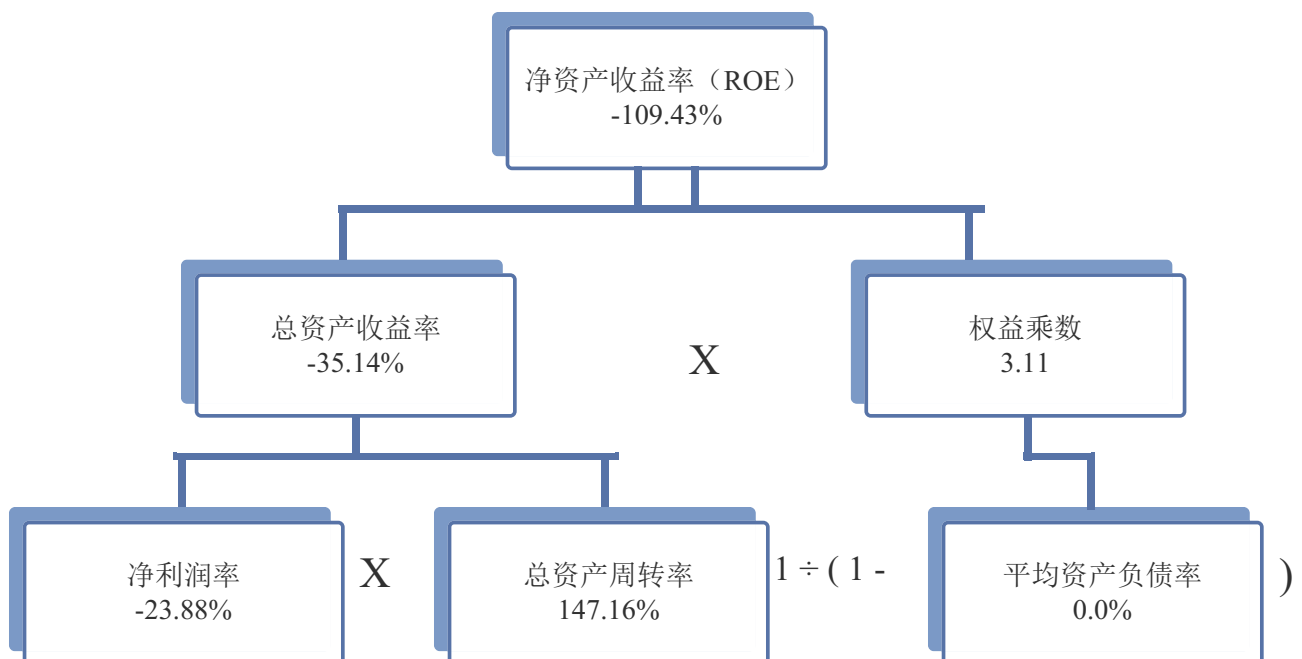 净资产收益率（ROE）
-109.43%
总资产收益率
-35.14%
X
权益乘数
3.11
净利润率
-23.88%
X
总资产周转率
147.16%
1 ÷ ( 1 -
平均资产负债率
0.0%
)